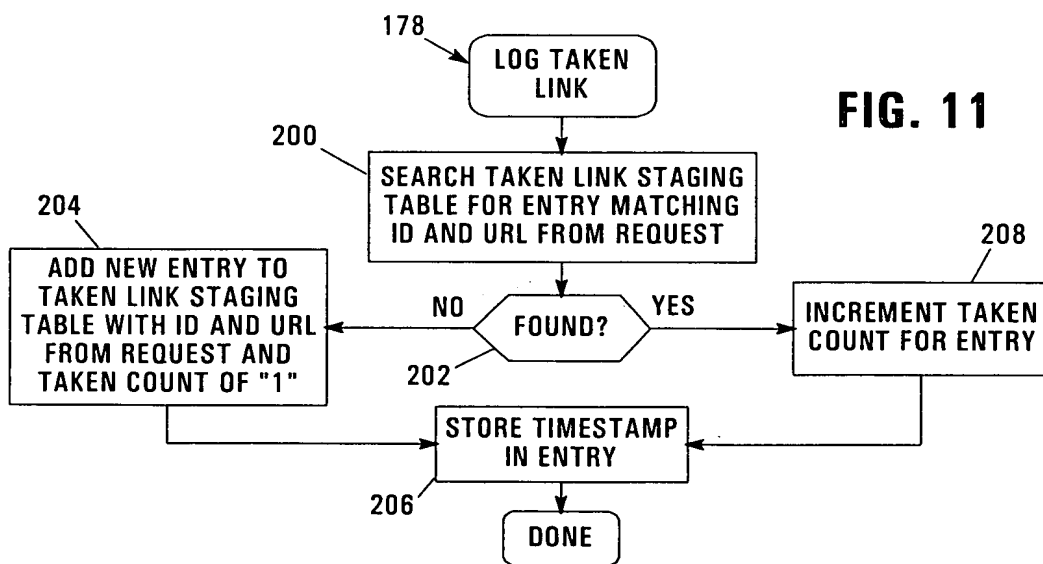 178
LOG TAKEN
LINK
FIG. 11
200
SEARCH TAKEN LINK STAGING
TABLE FOR ENTRY MATCHING
ID AND URL FROM REQUEST
204
ADD NEW ENTRY TO
TAKEN LINK STAGING
TABLE WITH ID AND URL
FROM REQUEST AND
TAKEN COUNT OF "1"
NO
FOUND?
YES
202
208
INCREMENT TAKEN
COUNT FOR ENTRY
STORE TIMESTAMP
IN ENTRY
206
DONE